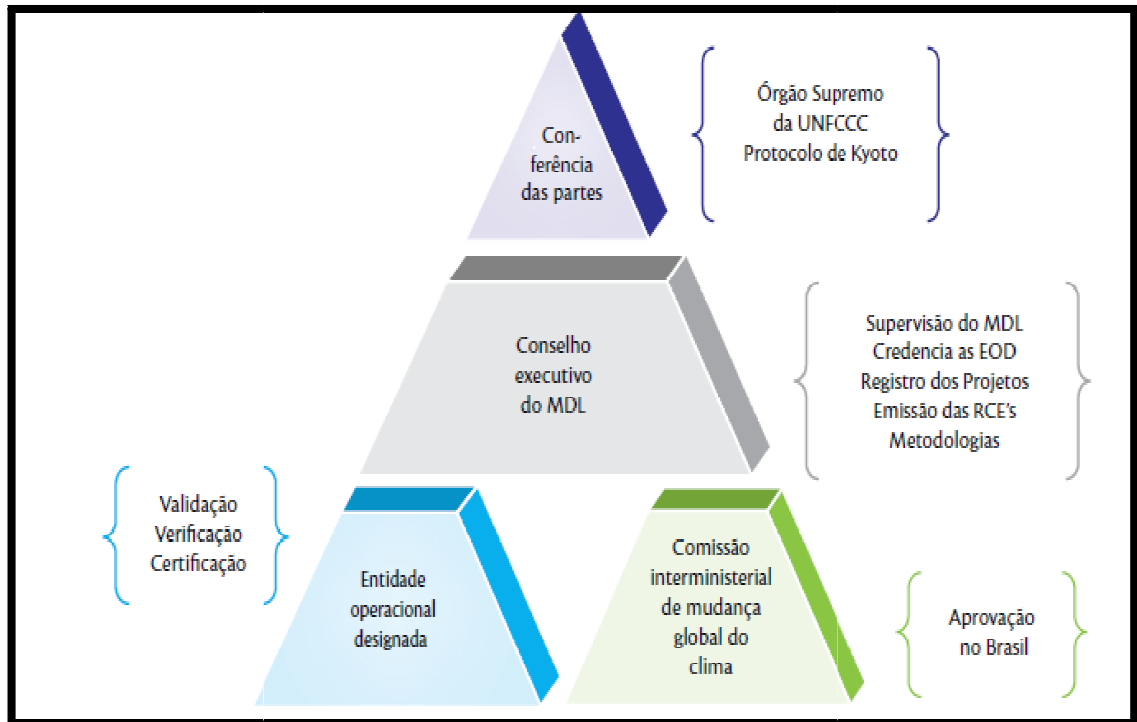 Con-
ferência
das partes
Órgão Supremo
da UNFCCC
Protocolo de Kyoto
Conselho
executivo
do MDL
Supervisão do MDL
Credencia as EOD
Registro dos Projetos
Emissão das RCE's
Metodologias
Validação
Verificação
Certificação
Entidade
operacional
designada
Comissão
interministerial
de mudança
global do
clima
Aprovação
no Brasil